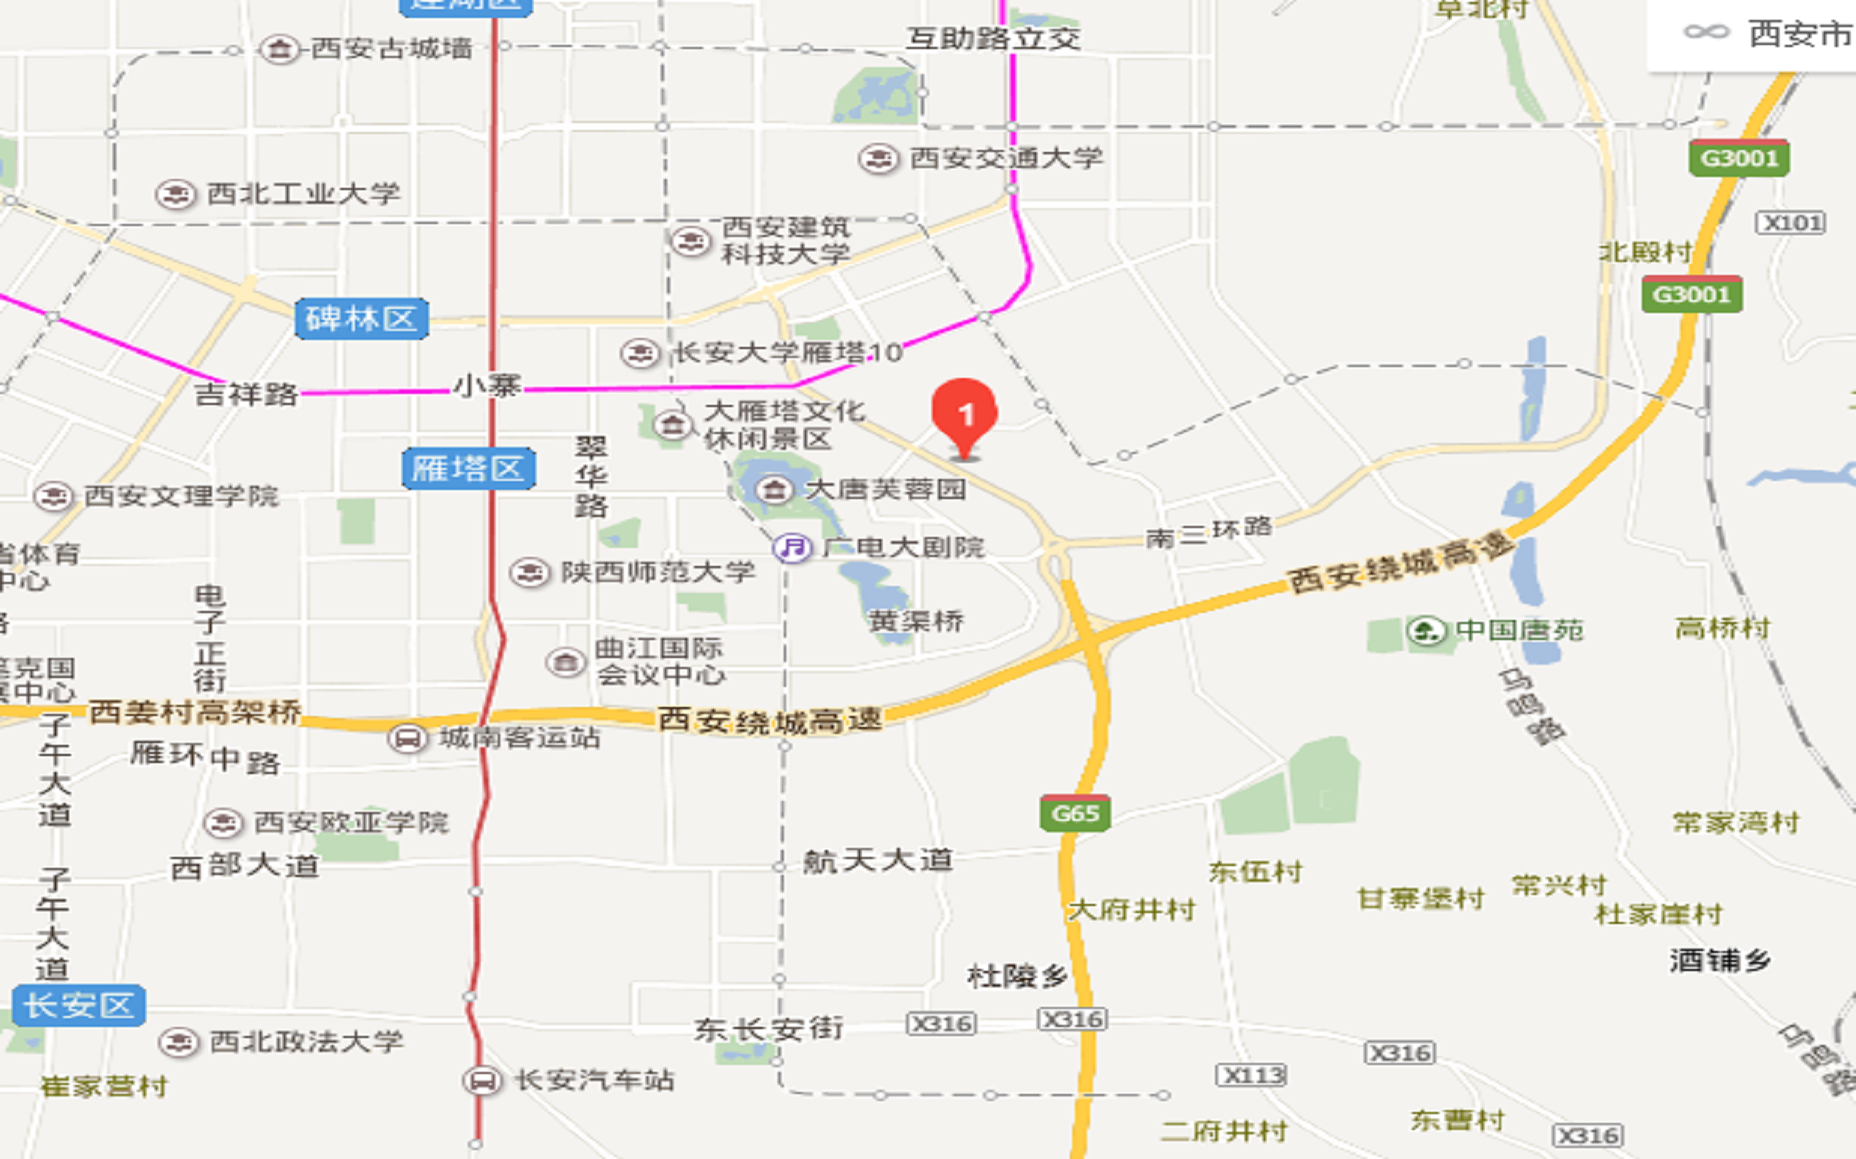 莲湖区
草北村
西安市
互助路立交
西安古城墙
西安交通大学
G3001
西北工业大学
X101
西安建筑
科技大学
北殿村
G3001
碑林区
长安大学雁塔10
吉祥路
小寨
大雁塔文化
休闲景区
1
翠华路
雁塔区
西安文理学院
大唐芙蓉园
南三环路
省体育
中心
广电大剧院
西安绕城高速
陕西师范大学
电子正街
路
黄渠桥
中国唐苑
高桥村
曲江国际
会议中心
笔克国
展中心
马鸣路
西姜村高架桥
西安绕城高速
子午大道
城南客运站
雁环中路
G65
西安欧亚学院
常家湾村
西部大道
航天大道
东伍村
子午大道
大府井村
甘寨堡村
常兴村
杜家崖村
杜陵乡
酒铺乡
长安区
东长安街
X316
X316
西北政法大学
X316
马鸣路
崔家营村
长安汽车站
X113
东曹村
二府井村
X316